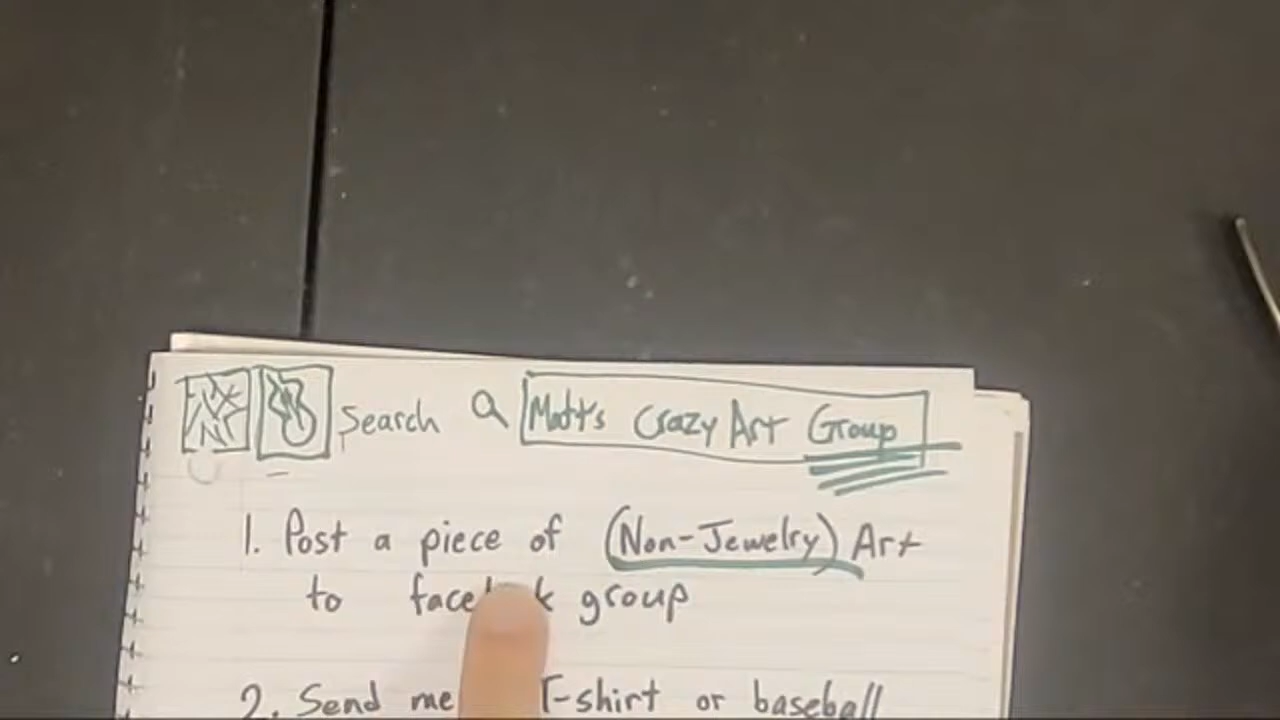 Search Matt's Crazy Art Group
1. Post a piece of (Non-Jewelry) Art
to group
2. Send me T-shirt or baseball